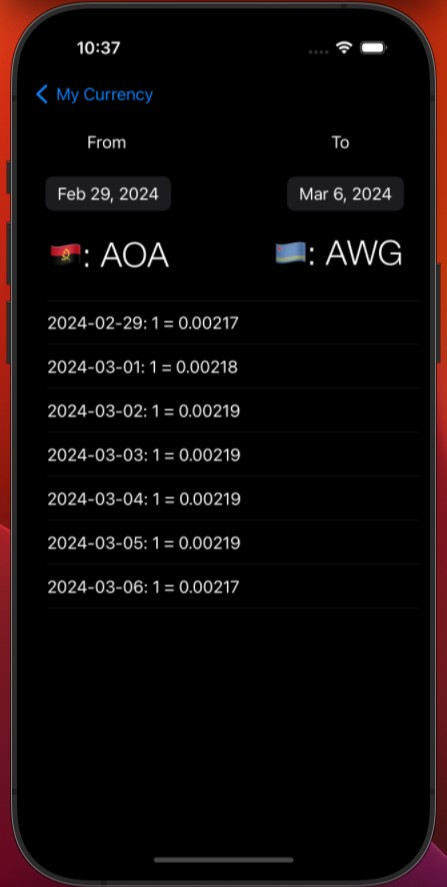 10:37
My Currency
From To
Feb 29, 2024 Mar 6, 2024
: AOA : AWG
2024-02-29: 1 = 0.00217
2024-03-01: 1 = 0.00218
2024-03-02: 1 = 0.00219
2024-03-03: 1 = 0.00219
2024-03-04: 1 = 0.00219
2024-03-05: 1 = 0.00219
2024-03-06: 1 = 0.00217